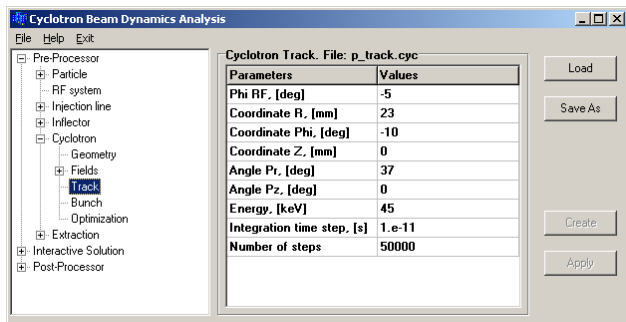 Cyclotron Beam Dynamics Analysis
File Help Exit
Pre-Processor
Particle
RF system
Injection line
Inflector
Cyclotron
Geometry
Fields
Track
Bunch
Optimization
Extraction
Interactive Solution
Post-Processor
Cyclotron Track. File: p_track.cyc
Parameters Values
Phi RF, [deg] -5
Coordinate R, [mm] 23
Coordinate Phi, [deg] -10
Coordinate Z, [mm] 0
Angle Pr, [deg] 37
Angle Pz, [deg] 0
Energy, [keV] 45
Integration time step, [s] 1.e-11
Number of steps 50000
Load
Save As
Create
Apply